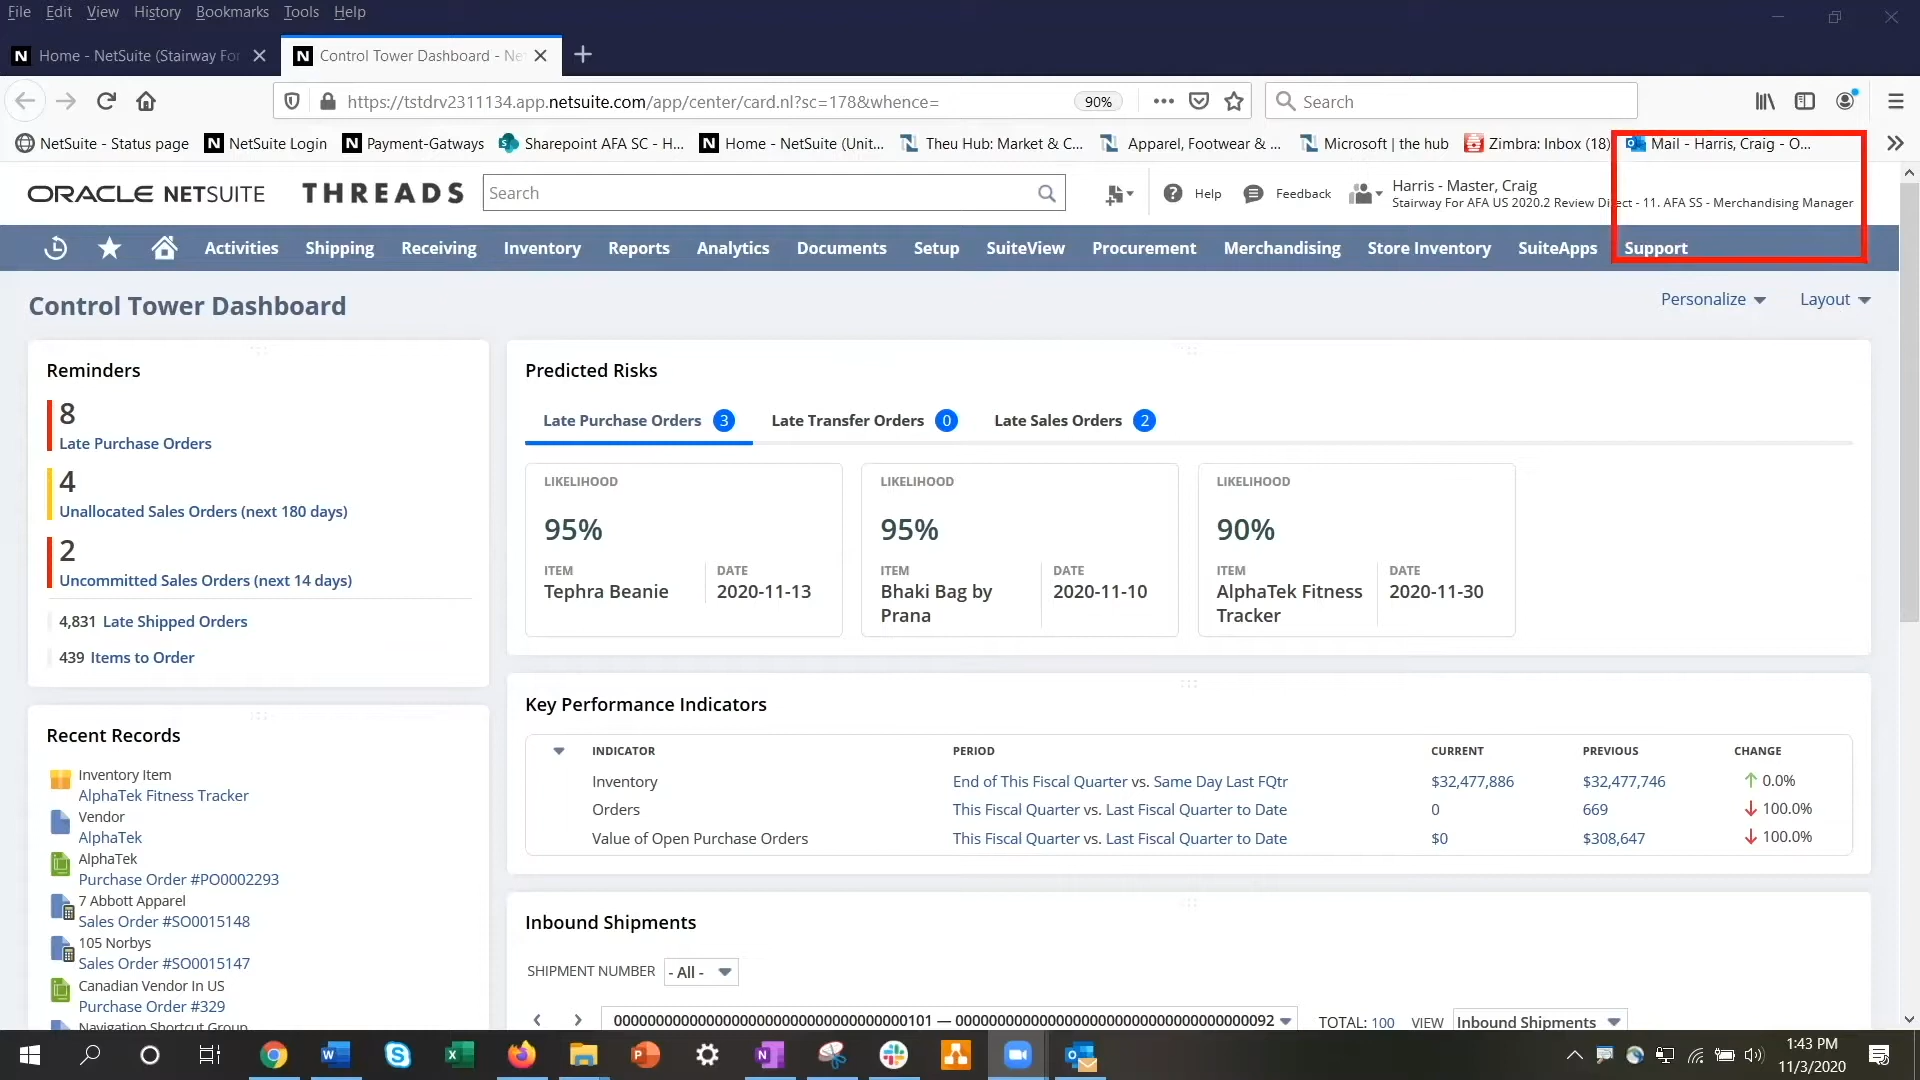 File Edit View History Bookmarks Tools Help
N Home - NetSuite (Stairway For
N Control Tower Dashboard - Ne
https://tstdrv2311134.app.netsuite.com/app/center/card.nl?sc=178&whence=
90%
Search
NetSuite - Status page
N NetSuite Login
N Payment-Gatways
Sharepoint AFA SC - H...
N Home - NetSuite (Unit...
Theu Hub: Market & C...
Apparel, Footwear & ...
Microsoft | the hub
Zimbra: Inbox (18)
Mail - Harris, Craig - O...
ORACLE NETSUITE
THREADS
Search
Help
Feedback
Harris - Master, Craig
Stairway For AFA US 2020.2 Review Direct - 11. AFA SS - Merchandising Manager
Activities Shipping Receiving Inventory Reports Analytics Documents Setup SuiteView Procurement Merchandising Store Inventory SuiteApps Support
Control Tower Dashboard
Personalize
Layout
Reminders
8
Late Purchase Orders
4
Unallocated Sales Orders (next 180 days)
2
Uncommitted Sales Orders (next 14 days)
4,831 Late Shipped Orders
439 Items to Order
Predicted Risks
Late Purchase Orders 3
Late Transfer Orders 0
Late Sales Orders 2
LIKELIHOOD
95%
ITEM
Tephra Beanie
DATE
2020-11-13
LIKELIHOOD
95%
ITEM
Bhaki Bag by
Prana
DATE
2020-11-10
LIKELIHOOD
90%
ITEM
AlphaTek Fitness
Tracker
DATE
2020-11-30
Key Performance Indicators
INDICATOR PERIOD CURRENT PREVIOUS CHANGE
Inventory End of This Fiscal Quarter vs. Same Day Last FQtr $32,477,886 $32,477,746 0.0%
Orders This Fiscal Quarter vs. Last Fiscal Quarter to Date 0 669 100.0%
Value of Open Purchase Orders This Fiscal Quarter vs. Last Fiscal Quarter to Date $0 $308,647 100.0%
Recent Records
Inventory Item
AlphaTek Fitness Tracker
Vendor
AlphaTek
AlphaTek
Purchase Order #PO0002293
7 Abbott Apparel
Sales Order #SO0015148
105 Norbys
Sales Order #SO0015147
Canadian Vendor In US
Purchase Order #329
Navigation Shortcut Group
Inbound Shipments
SHIPMENT NUMBER - All -
TOTAL: 100 VIEW Inbound Shipments
1:43 PM
11/3/2020